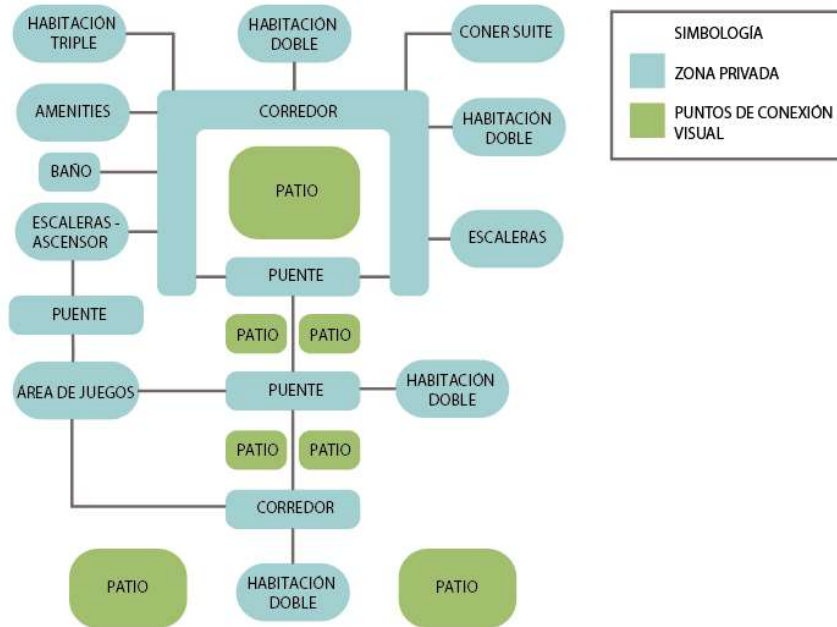 HABITACIÓN
TRIPLE
HABITACIÓN
DOBLE
CONER SUITE
SIMBOLOGÍA
ZONA PRIVADA
PUNTOS DE CONEXIÓN
VISUAL
AMENITIES
CORREDOR
HABITACIÓN
DOBLE
BAÑO
PATIO
ESCALERAS -
ASCENSOR
ESCALERAS
PUENTE
PUENTE
PATIO
PATIO
ÁREA DE JUEGOS
PUENTE
HABITACIÓN
DOBLE
PATIO
PATIO
CORREDOR
PATIO
HABITACIÓN
DOBLE
PATIO